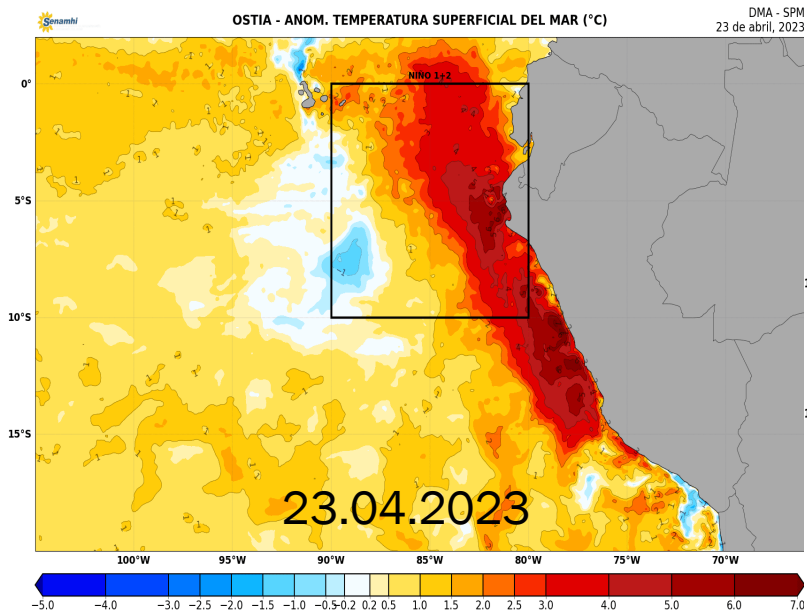 Senamhi
OSTIA - ANOM. TEMPERATURA SUPERFICIAL DEL MAR (°C)
DMA - SPM
23 de abril, 2023
NIÑO 1+2
0°
5°S
10°S
15°S
23.04.2023
100°W 95°W 90°W 85°W 80°W 75°W 70°W
−5.0 −4.0 −3.0 −2.5 −2.0 −1.5 −1.0 −0.5 −0.2 0.2 0.5 1.0 1.5 2.0 2.5 3.0 4.0 5.0 6.0 7.0